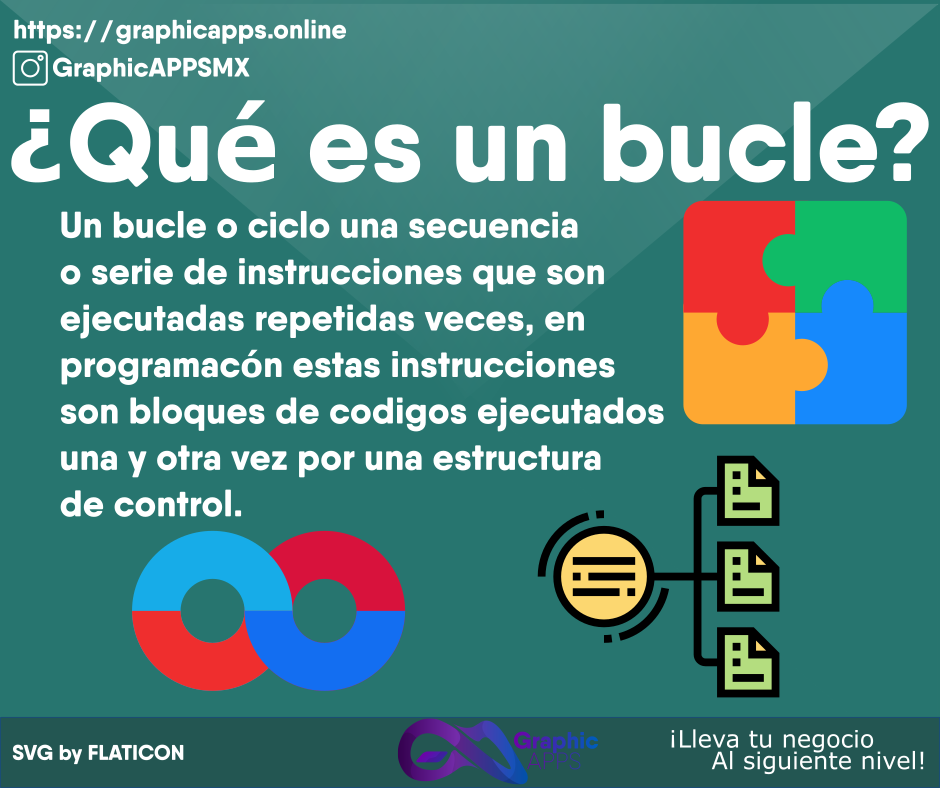 https://graphicapps.online
GraphicAPPSMX
¿Qué es un bucle?
Un bucle o ciclo una secuencia
o serie de instrucciones que son
ejecutadas repetidas veces, en
programacón estas instrucciones
son bloques de codigos ejecutados
una y otra vez por una estructura
de control.
SVG by FLATICON
Graphic
APPS
¡Lleva tu negocio
Al siguiente nivel!